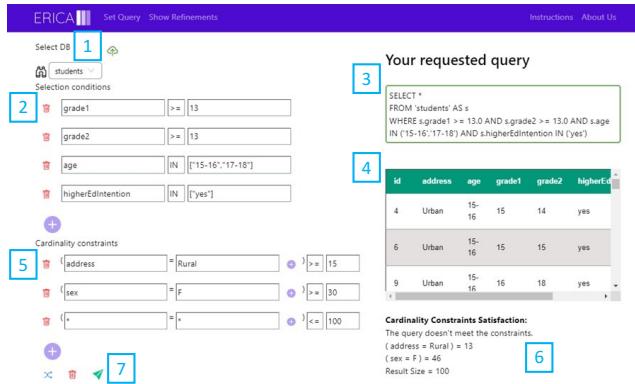 ERICA Set Query Show Refinements Instructions About Us
Select DB 1
students
Selection conditions
2
grade1 >= 13
grade2 >= 13
age IN ["15-16","17-18"]
higherEdIntention IN ["yes"]
+
Cardinality constraints
5
( address = Rural + ) >= 15
( sex = F + ) >= 30
( * = * + ) <= 100
+
7
Your requested query
3
SELECT *
FROM 'students' AS s
WHERE s.grade1 >= 13.0 AND s.grade2 >= 13.0 AND s.age
IN ('15-16','17-18') AND s.higherEdIntention IN ('yes')
4
id address age grade1 grade2 higherEd
4 Urban 15-16 15 14 yes
6 Urban 15-16 15 15 yes
9 Urban 15-16 16 18 yes
Cardinality Constraints Satisfaction:
The query doesn't meet the constraints.
( address = Rural ) = 13
( sex = F ) = 46
Result Size = 100
6